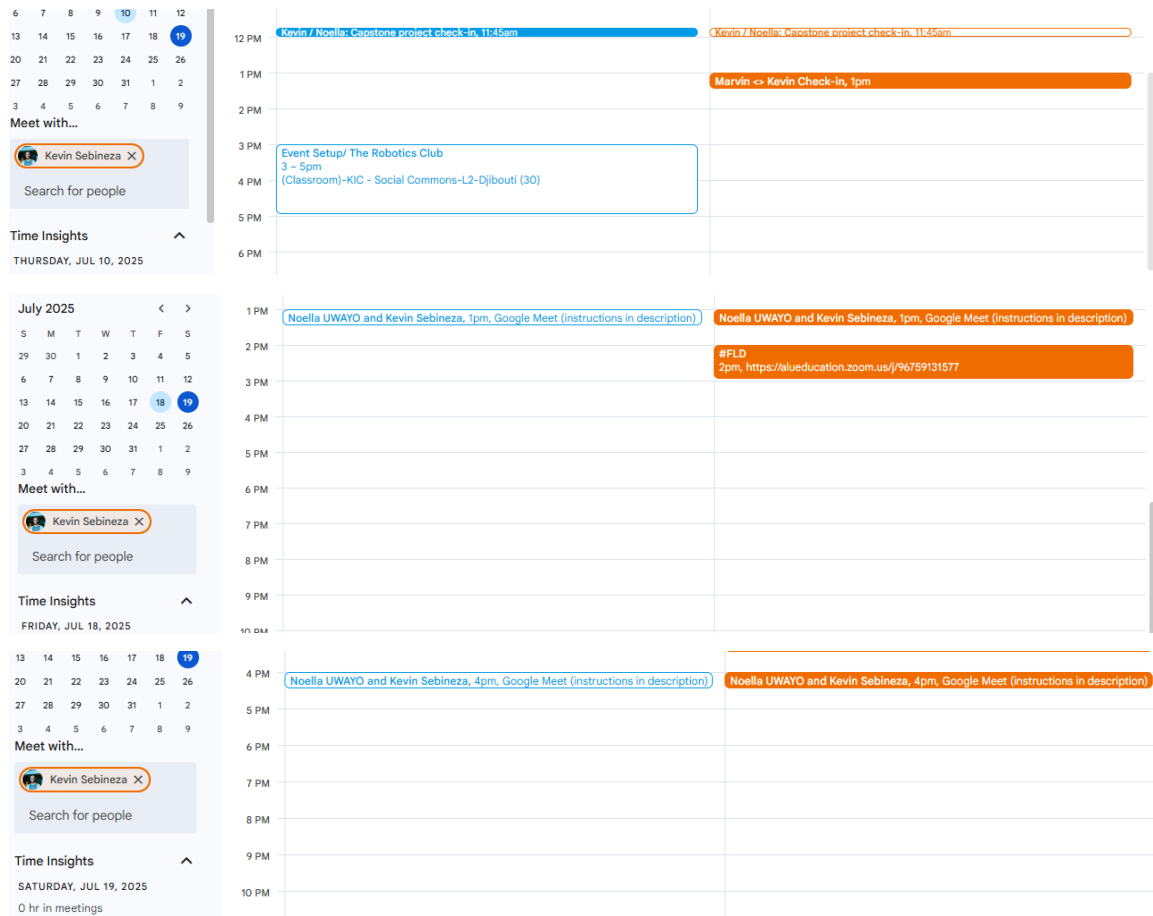 6 7 8 9 10 11 12
13 14 15 16 17 18 19
20 21 22 23 24 25 26
27 28 29 30 31 1 2
3 4 5 6 7 8 9
Meet with...
Kevin Sebineza
Search for people
Time Insights
THURSDAY, JUL 10, 2025
12 PM
1 PM
2 PM
3 PM
4 PM
5 PM
6 PM
Kevin / Noella: Capstone project check-in, 11:45am
Kevin / Noella: Capstone project check-in, 11:45am
Marvin <> Kevin Check-in, 1pm
Event Setup/ The Robotics Club
3 – 5pm
(Classroom)-KIC - Social Commons-L2-Djibouti (30)
July 2025
S M T W T F S
29 30 1 2 3 4 5
6 7 8 9 10 11 12
13 14 15 16 17 18 19
20 21 22 23 24 25 26
27 28 29 30 31 1 2
3 4 5 6 7 8 9
Meet with...
Kevin Sebineza
Search for people
Time Insights
FRIDAY, JUL 18, 2025
1 PM
2 PM
3 PM
4 PM
5 PM
6 PM
7 PM
8 PM
9 PM
10 PM
Noella UWAYO and Kevin Sebineza, 1pm, Google Meet (instructions in description)
Noella UWAYO and Kevin Sebineza, 1pm, Google Meet (instructions in description)
#FLD
2pm, https://alueducation.zoom.us/j/96759131577
13 14 15 16 17 18 19
20 21 22 23 24 25 26
27 28 29 30 31 1 2
3 4 5 6 7 8 9
Meet with...
Kevin Sebineza
Search for people
Time Insights
SATURDAY, JUL 19, 2025
0 hr in meetings
4 PM
5 PM
6 PM
7 PM
8 PM
9 PM
10 PM
Noella UWAYO and Kevin Sebineza, 4pm, Google Meet (instructions in description)
Noella UWAYO and Kevin Sebineza, 4pm, Google Meet (instructions in description)